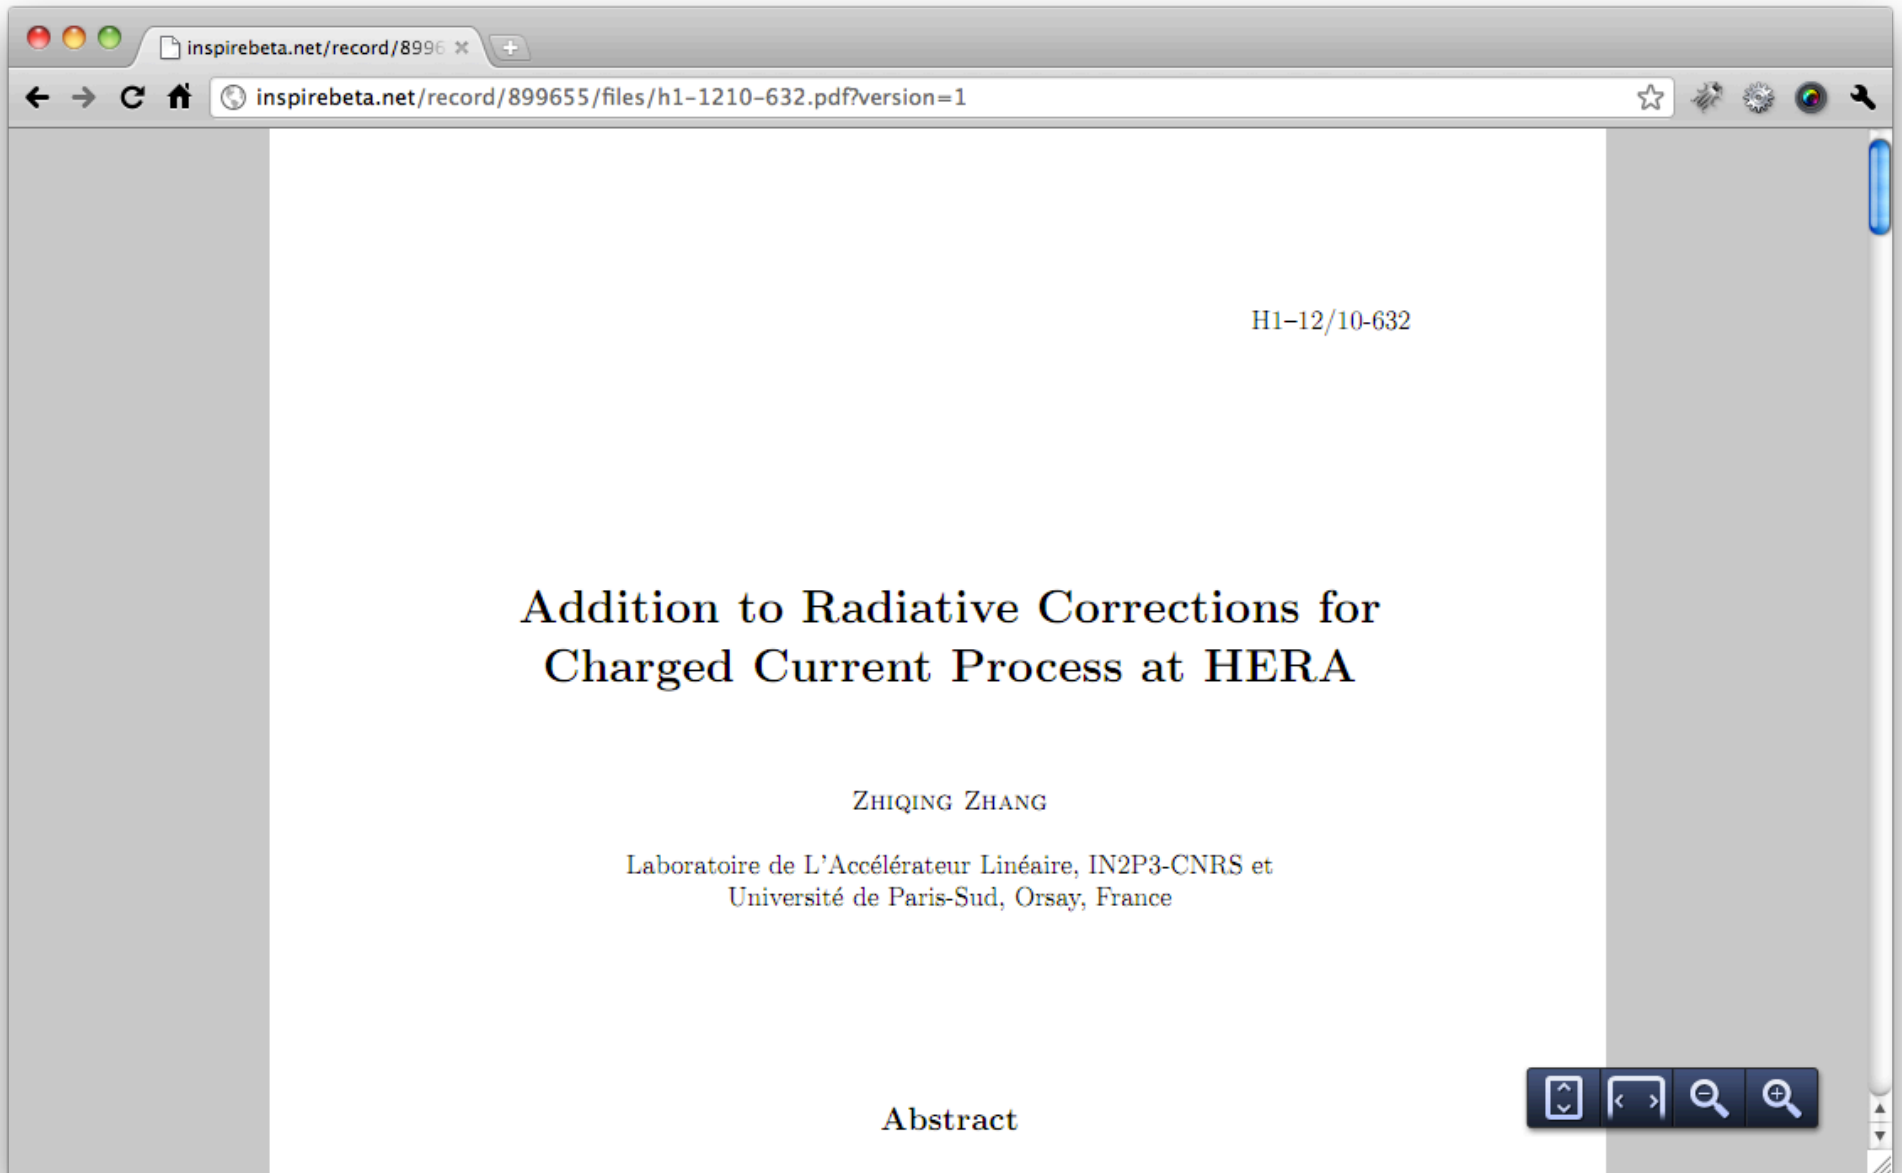 inspirebeta.net/record/8996
inspirebeta.net/record/899655/files/h1-1210-632.pdf?version=1
H1–12/10-632
Addition to Radiative Corrections for
Charged Current Process at HERA
Zhiqing Zhang
Laboratoire de L'Accélérateur Linéaire, IN2P3-CNRS et
Université de Paris-Sud, Orsay, France
Abstract